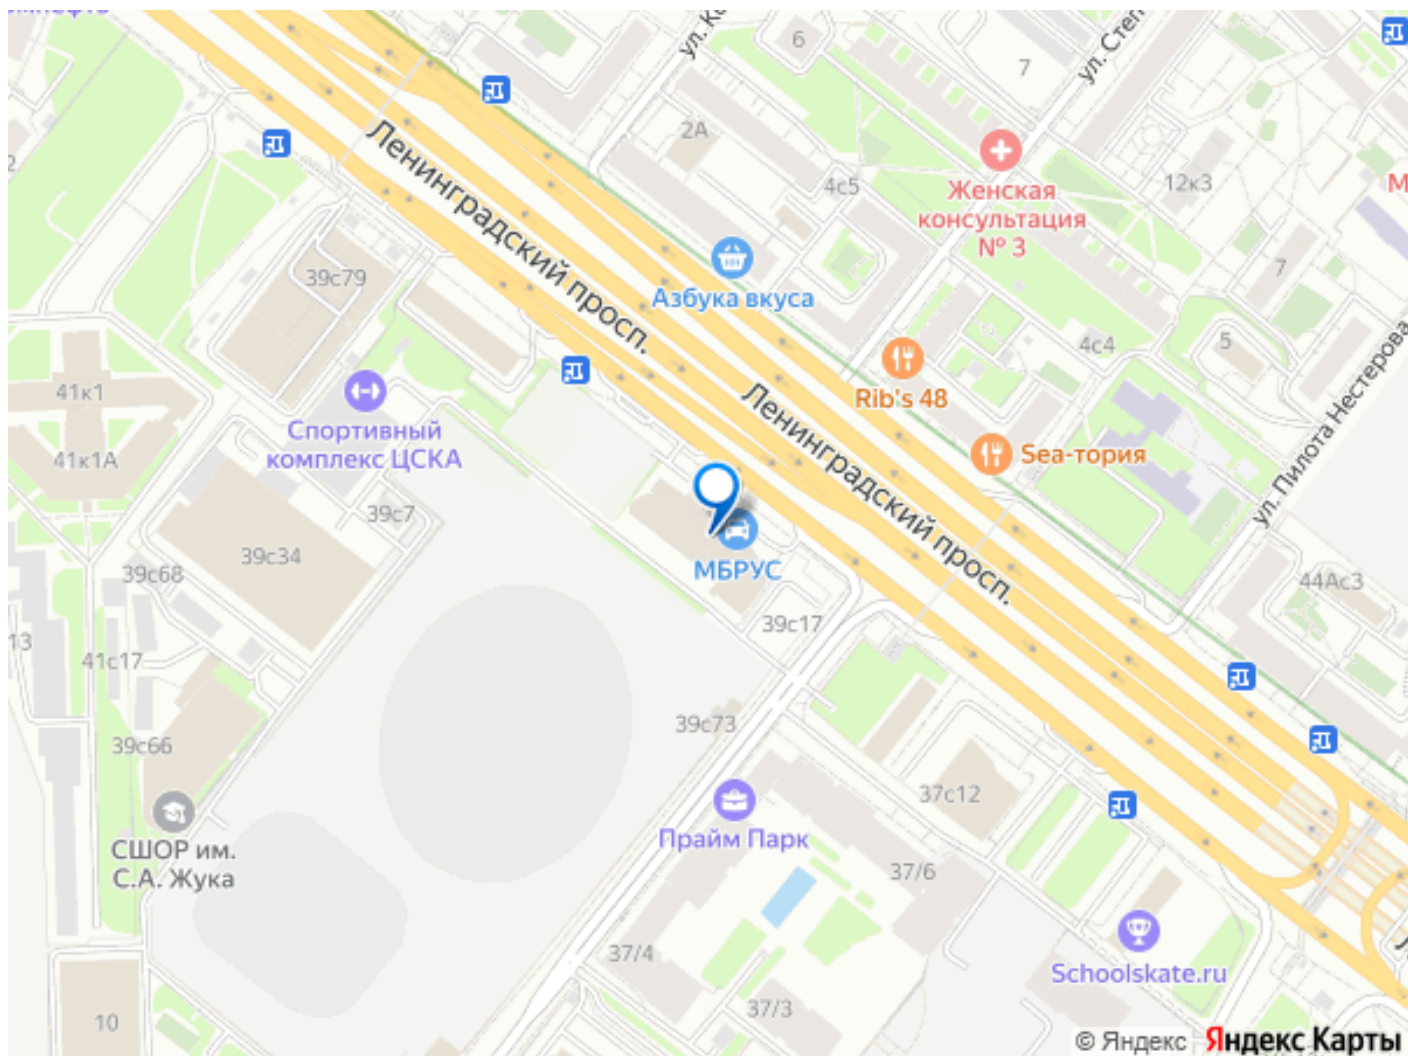 6
7
ул. Степ
2А
4с5
Женская
консультация
№ 3
12к3
Ленинградский просп.
39с79
Азбука вкуса
7
5
4с4
Rib's 48
41к1
Ленинградский просп.
Спортивный
комплекс ЦСКА
41к1А
Sea-тория
ул. Пилота Нестерова
39с7
39с34
39с68
МБРУС
44Ас3
39с17
13
41с17
39с66
39с73
37с12
Прайм Парк
СШОР им.
С.А. Жука
37/6
37/4
Schoolskate.ru
37/3
10
© Яндекс Яндекс Карты